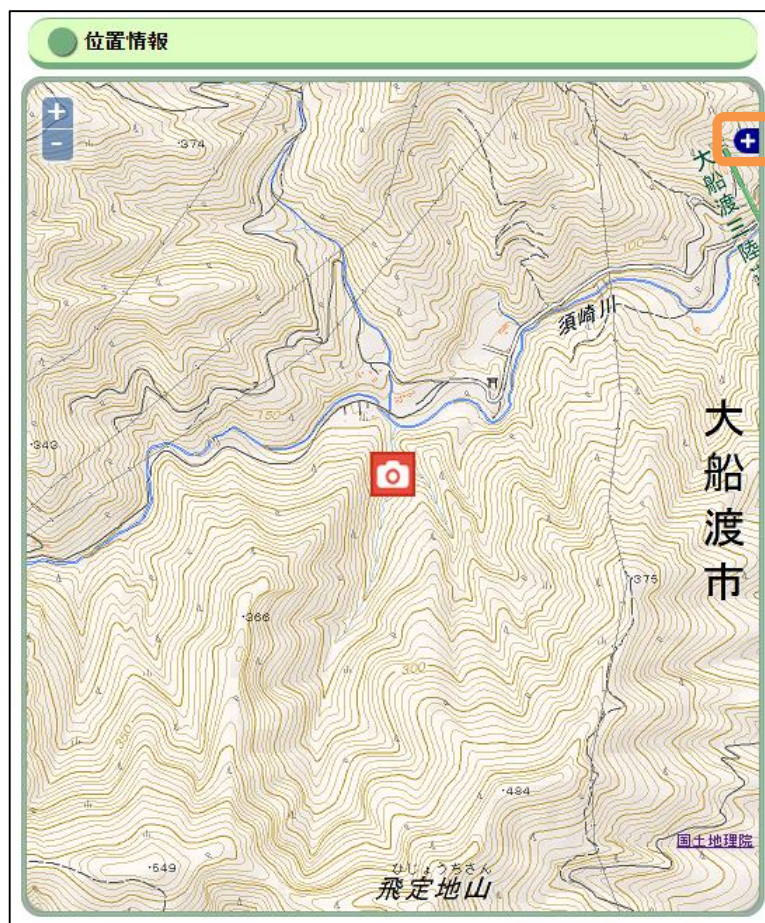 位置情報
+
−
・374
大船渡三陸
100
須崎川
150
・343
大船渡市
・375
・366
300
350
・484
国土地理院
・549
ひじょうちさん
飛定地山